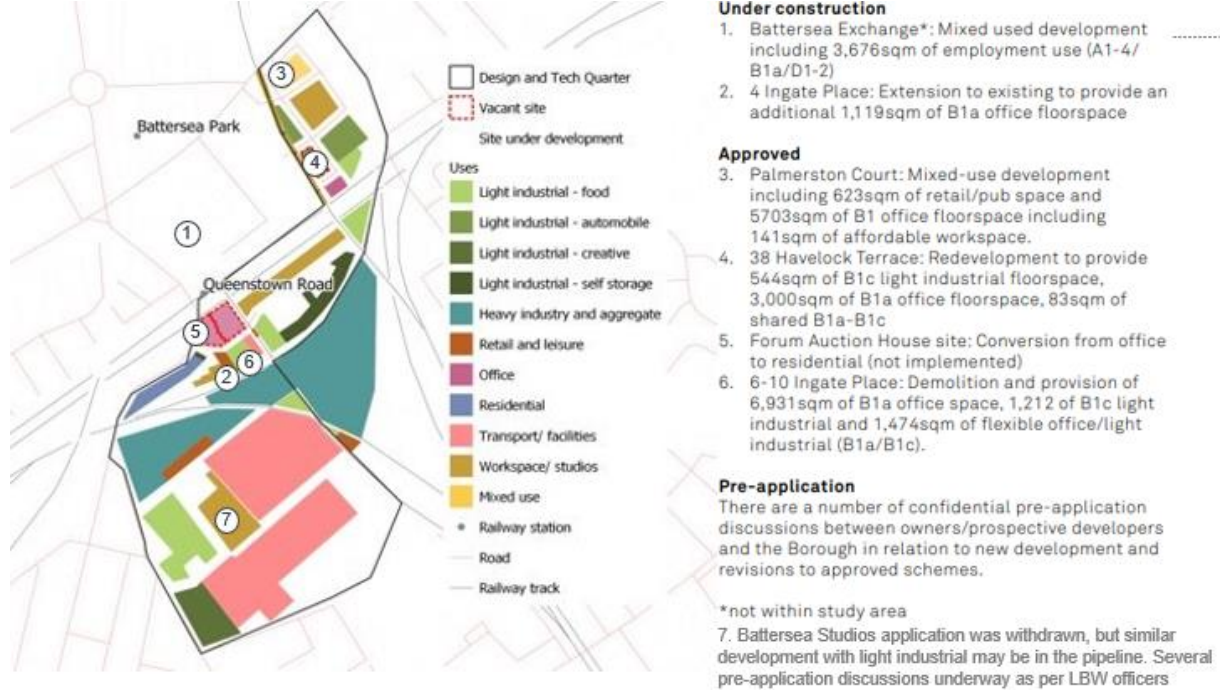 Battersea Park
Queenstown Road
3
4
1
5
6
2
7
Design and Tech Quarter
Vacant site
Site under development
Uses
Light industrial - food
Light industrial - automobile
Light industrial - creative
Light industrial - self storage
Heavy industry and aggregate
Retail and leisure
Office
Residential
Transport/ facilities
Workspace/ studios
Mixed use
Railway station
Road
Railway track
Under construction
1. Battersea Exchange*: Mixed used development
including 3,676sqm of employment use (A1-4/
B1a/D1-2)
2. 4 Ingate Place: Extension to existing to provide an
additional 1,119sqm of B1a office floorspace
Approved
3. Palmerston Court: Mixed-use development
including 623sqm of retail/pub space and
5703sqm of B1 office floorspace including
141sqm of affordable workspace.
4. 38 Havelock Terrace: Redevelopment to provide
544sqm of B1c light industrial floorspace,
3,000sqm of B1a office floorspace, 83sqm of
shared B1a-B1c
5. Forum Auction House site: Conversion from office
to residential (not implemented)
6. 6-10 Ingate Place: Demolition and provision of
6,931sqm of B1a office space, 1,212 of B1c light
industrial and 1,474sqm of flexible office/light
industrial (B1a/B1c).
Pre-application
There are a number of confidential pre-application
discussions between owners/prospective developers
and the Borough in relation to new development and
revisions to approved schemes.
*not within study area
7. Battersea Studios application was withdrawn, but similar
development with light industrial may be in the pipeline. Several
pre-application discussions underway as per LBW officers